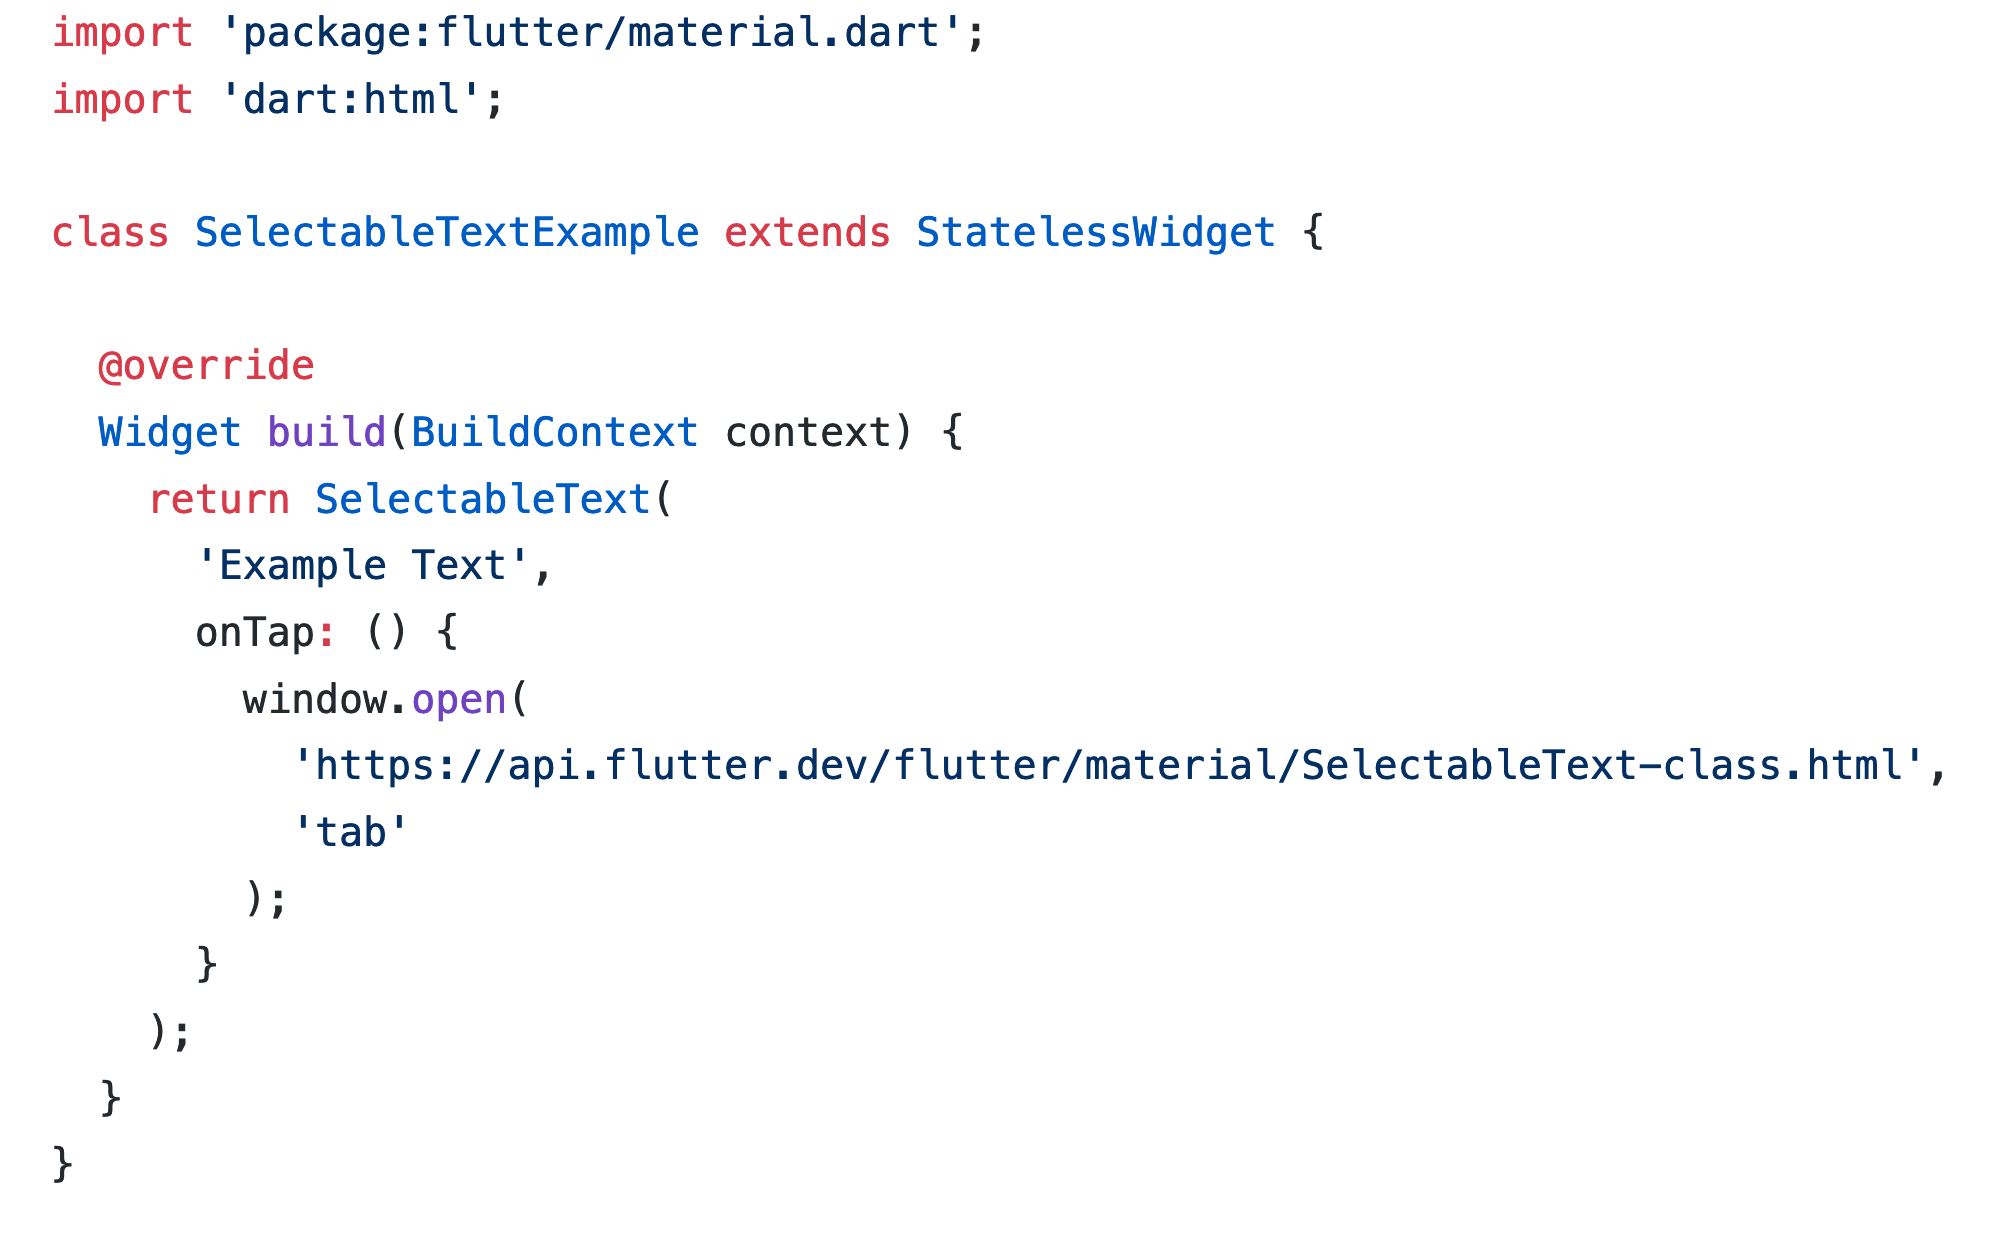 import 'package:flutter/material.dart';
import 'dart:html';

class SelectableTextExample extends StatelessWidget {

  @override
  Widget build(BuildContext context) {
    return SelectableText(
      'Example Text',
      onTap: () {
        window.open(
          'https://api.flutter.dev/flutter/material/SelectableText-class.html',
          'tab'
        );
      }
    );
  }
}